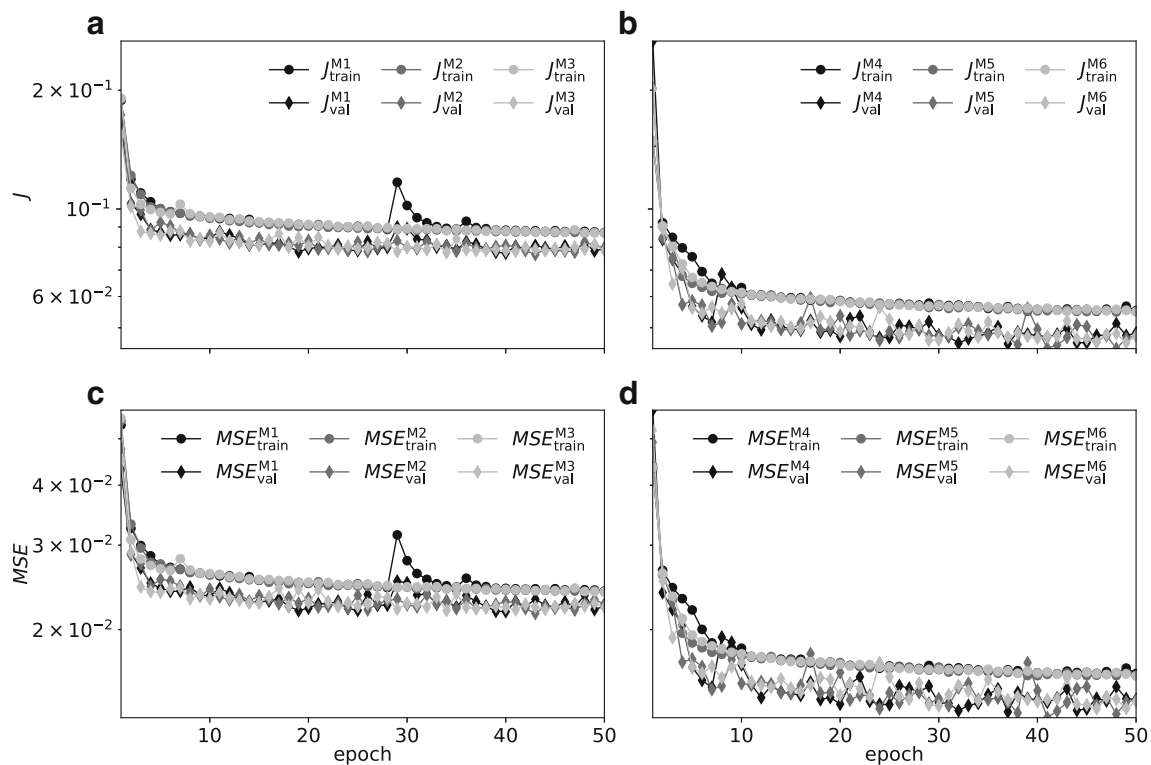 a
b
J^M1_train J^M2_train J^M3_train
J^M1_val J^M2_val J^M3_val
J^M4_train J^M5_train J^M6_train
J^M4_val J^M5_val J^M6_val
2 × 10^−1
10^−1
6 × 10^−2
J
c
d
MSE^M1_train MSE^M2_train MSE^M3_train
MSE^M1_val MSE^M2_val MSE^M3_val
MSE^M4_train MSE^M5_train MSE^M6_train
MSE^M4_val MSE^M5_val MSE^M6_val
4 × 10^−2
3 × 10^−2
2 × 10^−2
MSE
10 20 30 40 50
10 20 30 40 50
epoch
epoch